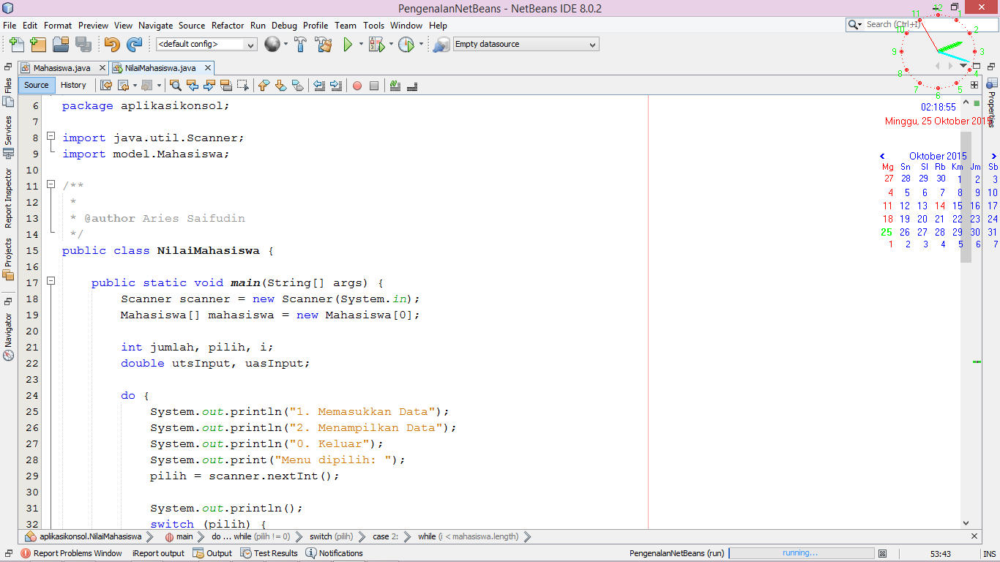 PengenalanNetBeans - NetBeans IDE 8.0.2
File Edit Format Preview View Navigate Source Refactor Run Debug Profile Team Tools Window Help
Search (Ctrl+I)
<default config>
Empty datasource
12 1 2 3 4 5 6 7 8 9 10 11
Mahasiswa.java NilaiMahasiswa.java
Source History
Files
Services
Report Inspector
Projects
Navigator
Properties
6 package aplikasikonsol;
7
8 import java.util.Scanner;
9 import model.Mahasiswa;
10
11 /**
12 *
13 * @author Aries Saifudin
14 */
15 public class NilaiMahasiswa {
16
17 public static void main(String[] args) {
18 Scanner scanner = new Scanner(System.in);
19 Mahasiswa[] mahasiswa = new Mahasiswa[0];
20
21 int jumlah, pilih, i;
22 double utsInput, uasInput;
23
24 do {
25 System.out.println("1. Memasukkan Data");
26 System.out.println("2. Menampilkan Data");
27 System.out.println("0. Keluar");
28 System.out.print("Menu dipilih: ");
29 pilih = scanner.nextInt();
30
31 System.out.println();
32 switch (pilih) {
02:18:55
Minggu, 25 Oktober 2015
Oktober 2015
Mg Sn Sl Rb Km Jm Sb
27 28 29 30 1 2 3
4 5 6 7 8 9 10
11 12 13 14 15 16 17
18 19 20 21 22 23 24
25 26 27 28 29 30 31
1 2 3 4 5 6 7
aplikasikonsol.NilaiMahasiswa main do ... while (pilih != 0) switch (pilih) case 2: while (i < mahasiswa.length)
Report Problems Window iReport output Output Test Results Notifications PengenalanNetBeans (run) running... 53:43 INS